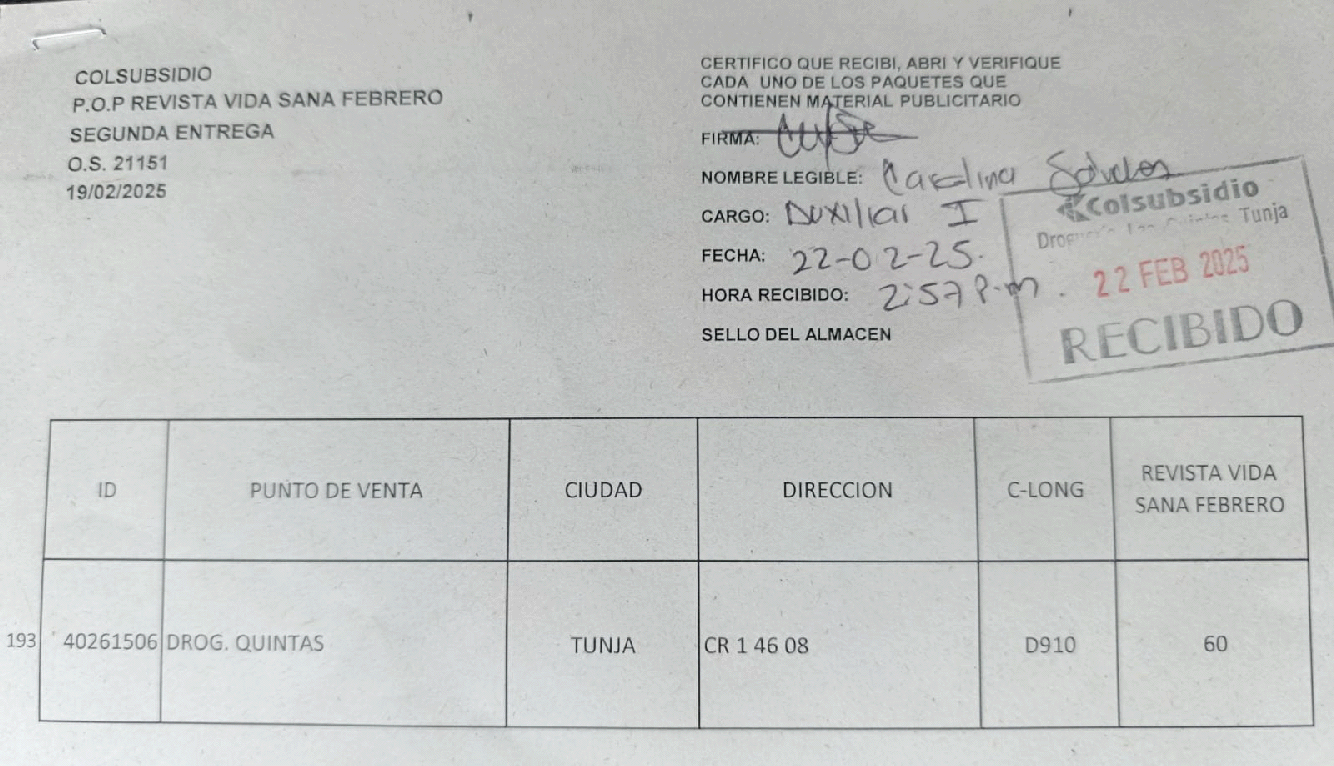 COLSUBSIDIO
P.O.P REVISTA VIDA SANA FEBRERO
SEGUNDA ENTREGA
O.S. 21151
19/02/2025
CERTIFICO QUE RECIBI, ABRI Y VERIFIQUE
CADA UNO DE LOS PAQUETES QUE
CONTIENEN MATERIAL PUBLICITARIO
FIRMA:
NOMBRE LEGIBLE: Carolina
CARGO: Auxiliar I
FECHA: 22-02-25.
HORA RECIBIDO: 2:57 P.m.
SELLO DEL ALMACEN
Colsubsidio
Tunja
22 FEB 2025
RECIBIDO
ID PUNTO DE VENTA CIUDAD DIRECCION C-LONG REVISTA VIDA
SANA FEBRERO
193 40261506 DROG. QUINTAS TUNJA CR 1 46 08 D910 60